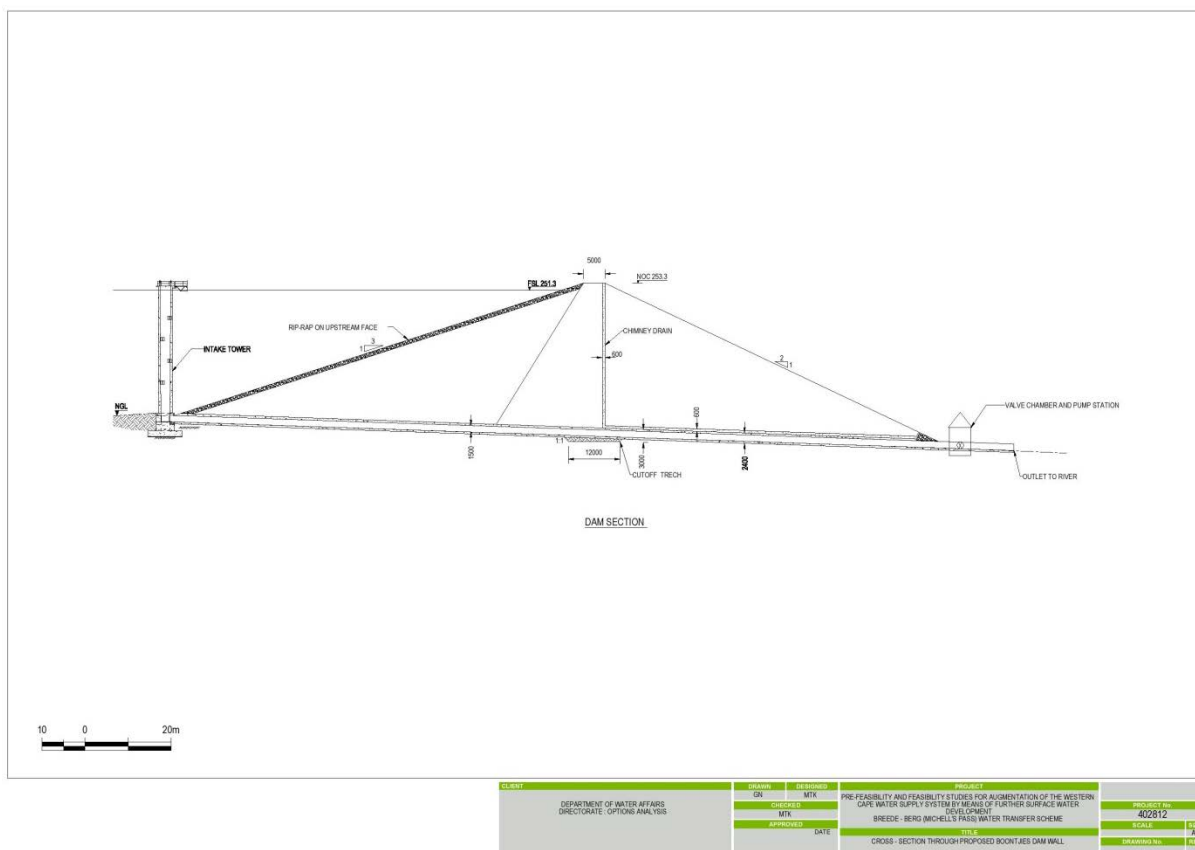 5000
NOC 253.3
FSL 251.3
RIP-RAP ON UPSTREAM FACE
3
1
INTAKE TOWER
CHIMNEY DRAIN
600
2
1
NGL
VALVE CHAMBER AND PUMP STATION
1500
1:1
12000
3000
600
2430
CUTOFF TRECH
OUTLET TO RIVER
DAM SECTION
10 0 20m
CLIENT
DEPARTMENT OF WATER AFFAIRS
DIRECTORATE : OPTIONS ANALYSIS
DRAWN DESIGNED
GN MTK
CHECKED
MTK
APPROVED
DATE
PROJECT
PRE-FEASIBILITY AND FEASIBILITY STUDIES FOR AUGMENTATION OF THE WESTERN
CAPE WATER SUPPLY SYSTEM BY MEANS OF FURTHER SURFACE WATER
DEVELOPMENT
BREEDE - BERG (MICHELL'S PASS) WATER TRANSFER SCHEME
TITLE
CROSS - SECTION THROUGH PROPOSED BOONTJIES DAM WALL
PROJECT No.
402812
SCALE
DRAWING No.